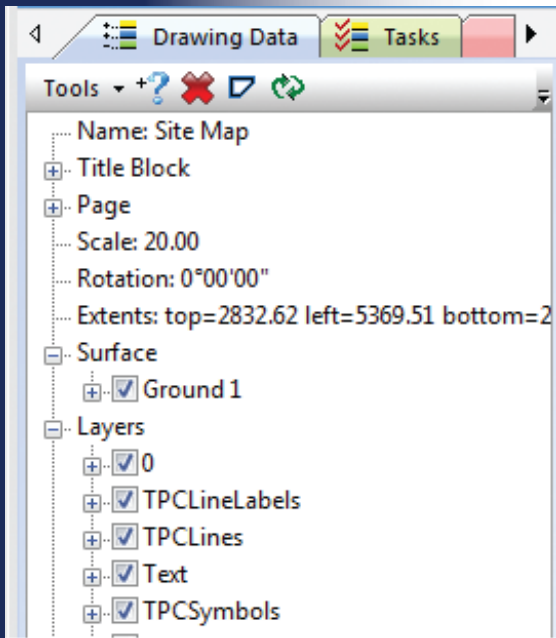 Drawing Data Tasks
Tools
Name: Site Map
Title Block
Page
Scale: 20.00
Rotation: 0°00'00"
Extents: top=2832.62 left=5369.51 bottom=2
Surface
Ground 1
Layers
0
TPCLineLabels
TPCLines
Text
TPCSymbols